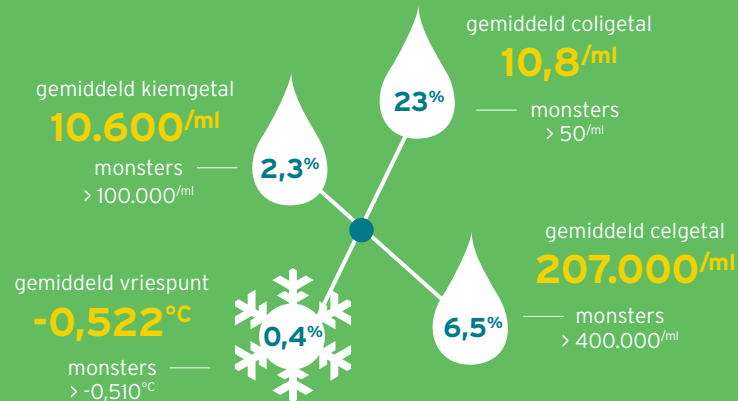 gemiddeld coligetal
10,8/ml
23%
monsters
> 50/ml
gemiddeld kiemgetal
10.600/ml
2,3%
monsters
> 100.000/ml
gemiddeld celgetal
207.000/ml
6,5%
monsters
> 400.000/ml
gemiddeld vriespunt
-0,522°C
0,4%
monsters
> -0,510°C